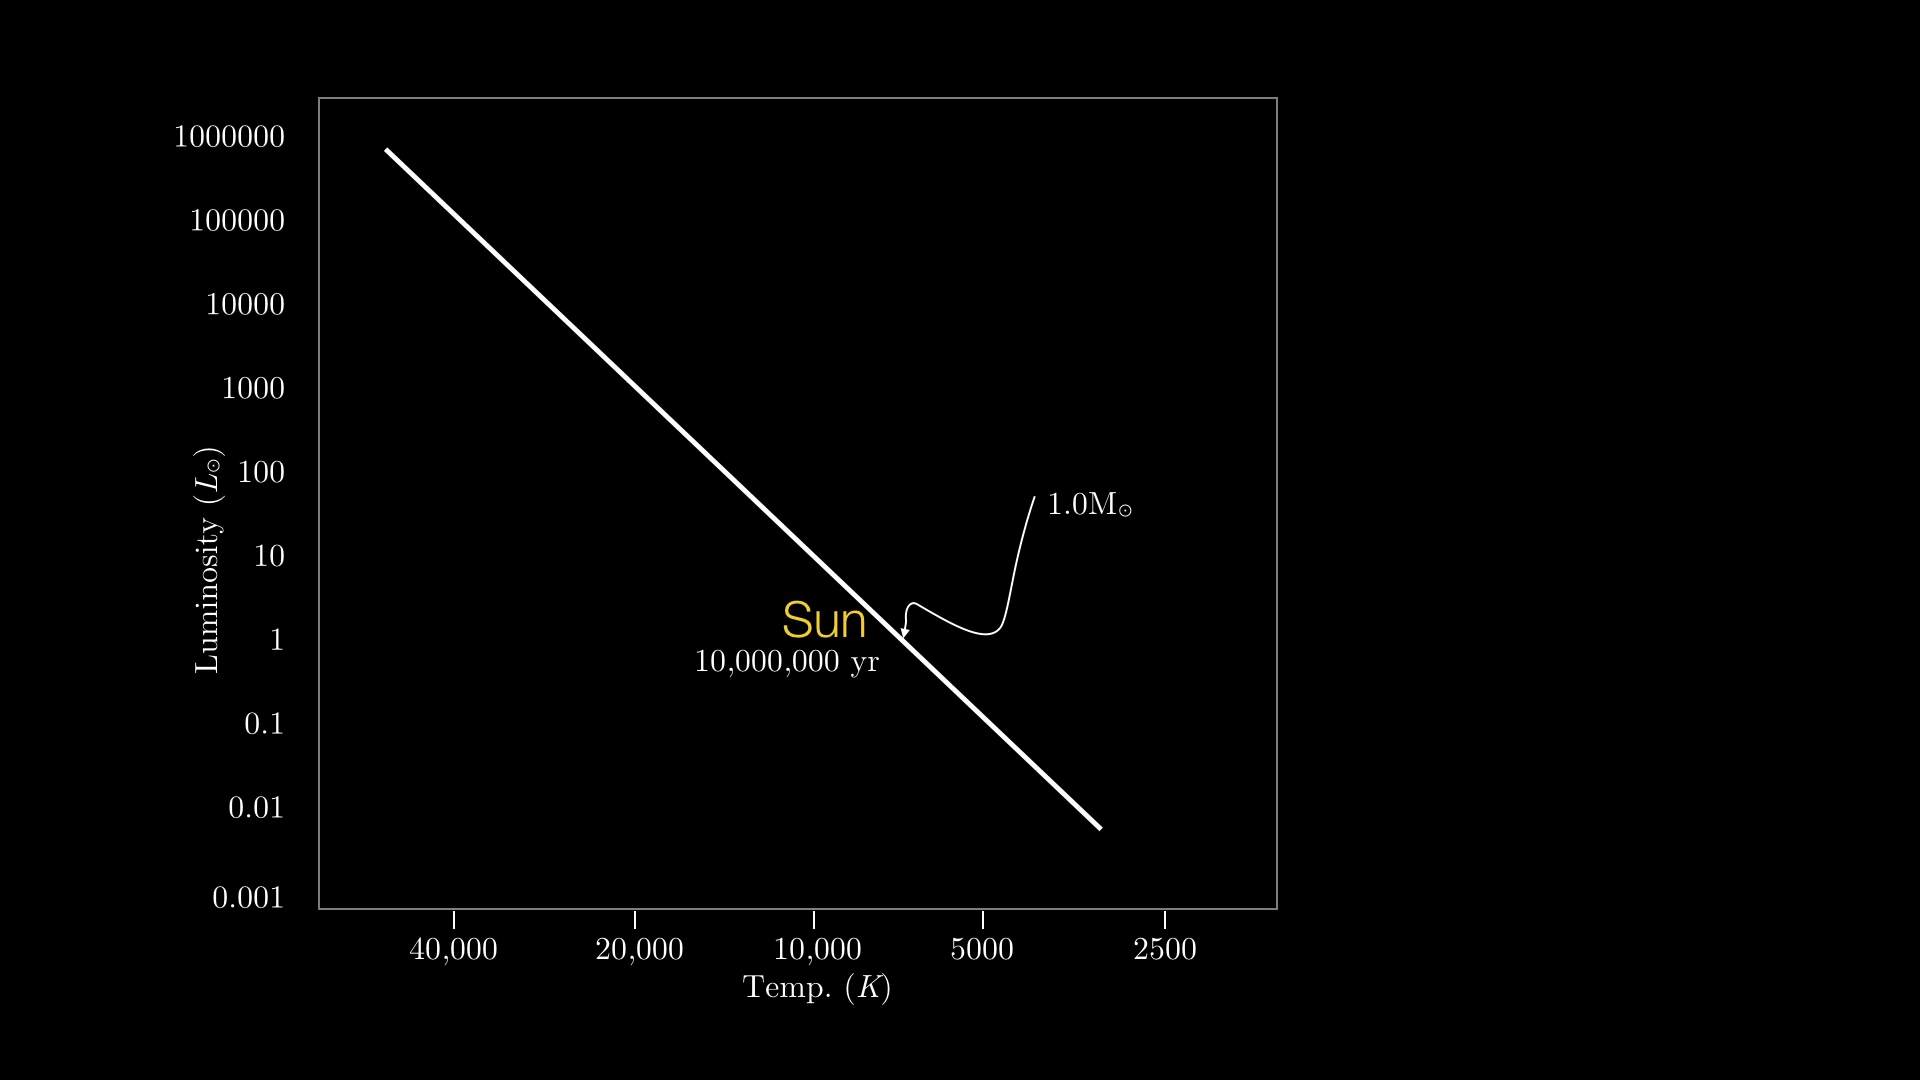 1000000
100000
10000
1000
100
10
1
0.1
0.01
0.001
Luminosity (L⊙)
1.0M⊙
Sun
10,000,000 yr
40,000 20,000 10,000 5000 2500
Temp. (K)